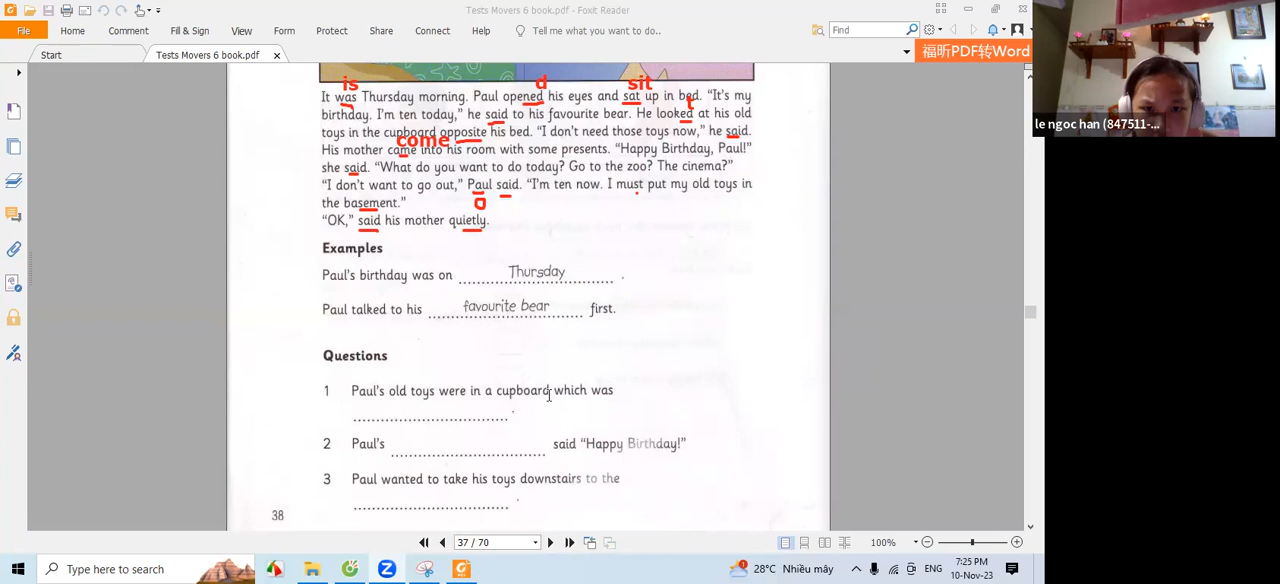 Tests Movers 6 book.pdf - Foxit Reader
File Home Comment Fill & Sign View Form Protect Share Connect Help Tell me what you want to do.. Find
Start Tests Movers 6 book.pdf 福昕PDF转Word
is d sit
It was Thursday morning. Paul opened his eyes and sat up in bed. “It’s my
t
birthday. I’m ten today,” he said to his favourite bear. He looked at his old
toys in the cupboard opposite his bed. “I don’t need those toys now,” he said.
come
His mother came into his room with some presents. “Happy Birthday, Paul!”
she said. “What do you want to do today? Go to the zoo? The cinema?”
“I don’t want to go out,” Paul said. “I’m ten now. I must put my old toys in
the basement.”
a
“OK,” said his mother quietly.
Examples
Paul’s birthday was on Thursday .
Paul talked to his favourite bear first.
Questions
1 Paul’s old toys were in a cupboard which was
.
2 Paul’s said “Happy Birthday!”
3 Paul wanted to take his toys downstairs to the
.
38
37 / 70 100%
Type here to search 28°C Nhiều mây ENG 7:25 PM
10-Nov-23
le ngoc han (847511-...